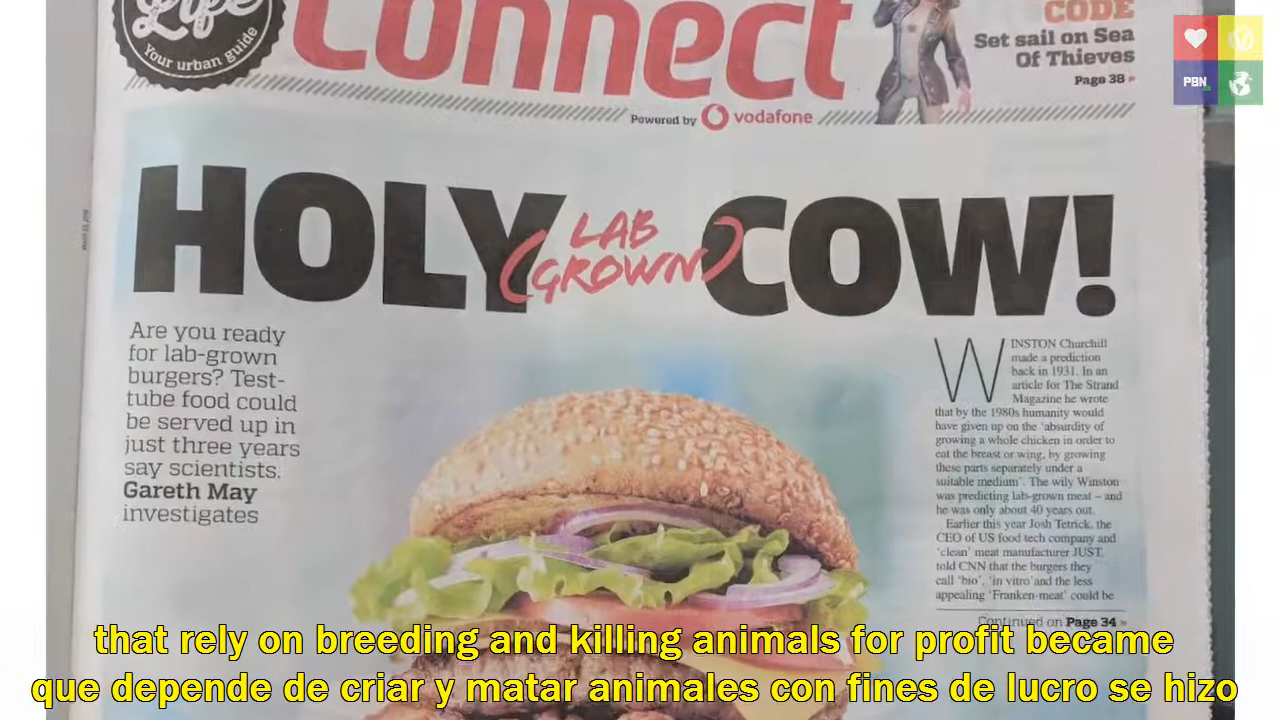 Life
Your urban guide
Connect
CODE
Set sail on Sea
Of Thieves
Page 38 »
Powered by vodafone
PBN
HOLY (LAB GROWN) COW!
Are you ready
for lab-grown
burgers? Test-
tube food could
be served up in
just three years
say scientists.
Gareth May
investigates
WINSTON Churchill
made a prediction
back in 1931. In an
article for The Strand
Magazine he wrote
that by the 1980s humanity would
have given up on the 'absurdity of
growing a whole chicken in order to
eat the breast or wing, by growing
these parts separately under a
suitable medium'. The wily Winston
was predicting lab-grown meat – and
he was only about 40 years out.
Earlier this year Josh Tetrick, the
CEO of US food tech company and
'clean' meat manufacturer JUST,
told CNN that the burgers they
call 'bio', 'in vitro' and the less
appealing 'Franken-meat' could be
Continued on Page 34 »
that rely on breeding and killing animals for profit became
que depende de criar y matar animales con fines de lucro se hizo